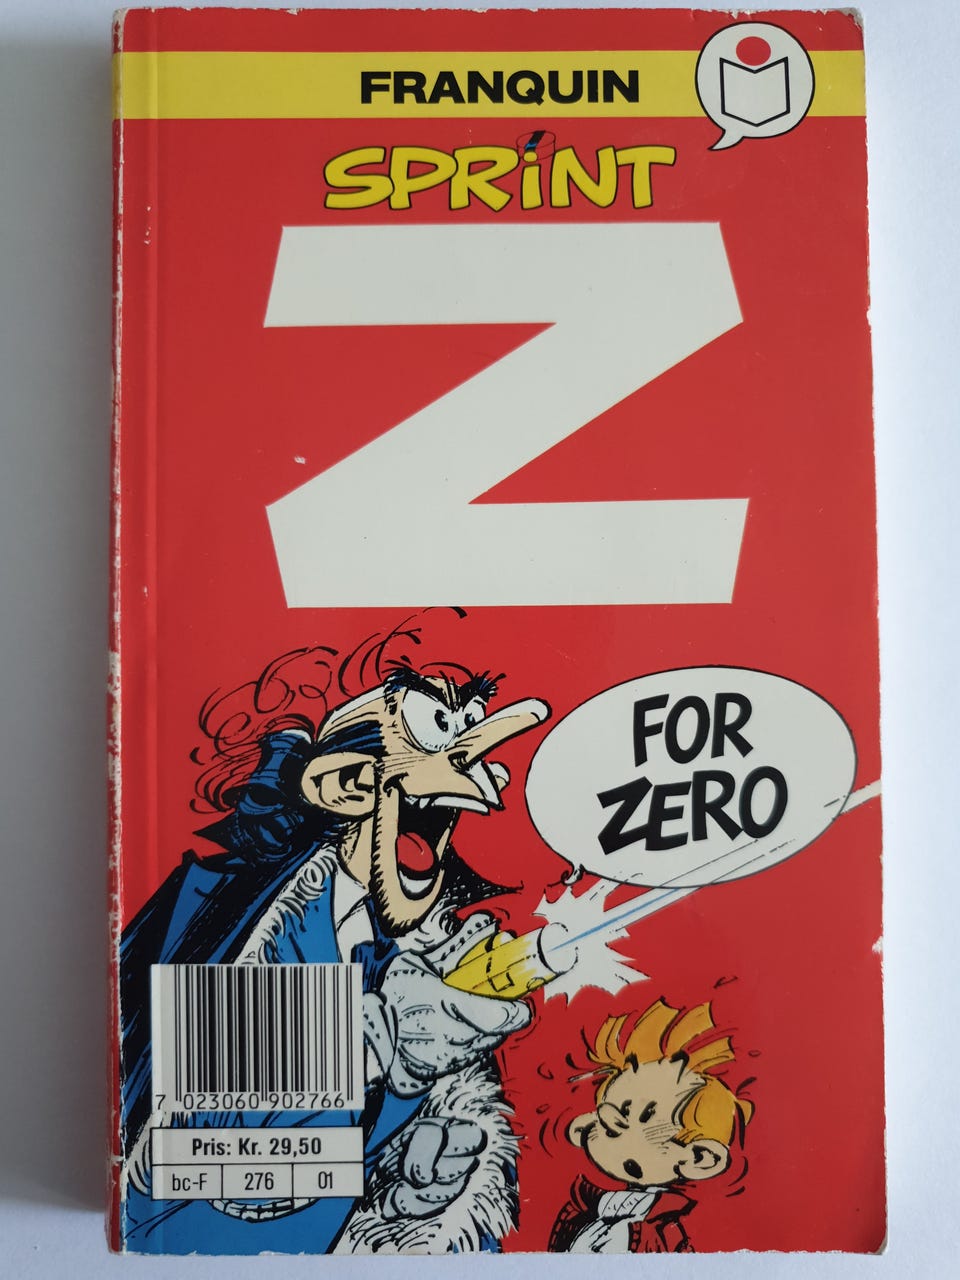 FRANQUIN
SPRiNT
Z
FOR
ZERO
7 023060 902766
Pris: Kr. 29,50
bc-F 276 01